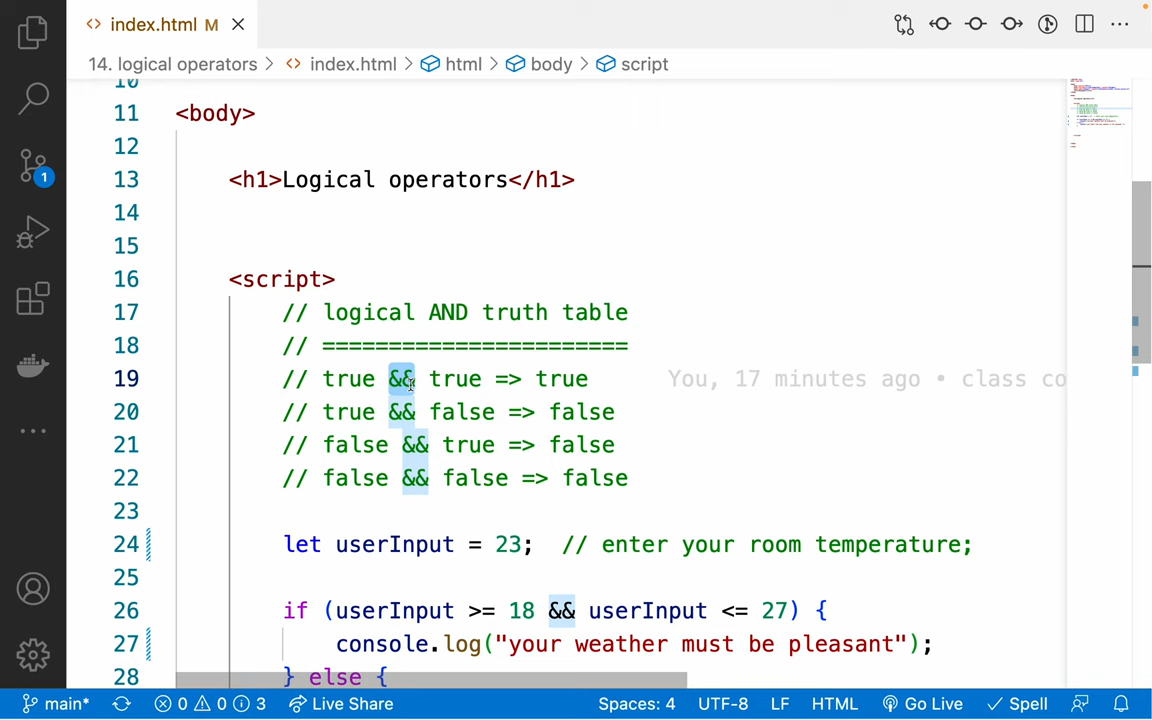 index.html M
14. logical operators > index.html > html > body > script
10
11 <body>
12
13 <h1>Logical operators</h1>
14
15
16 <script>
17 // logical AND truth table
18 // =======================
19 // true && true => true You, 17 minutes ago • class co
20 // true && false => false
21 // false && true => false
22 // false && false => false
23
24 let userInput = 23; // enter your room temperature;
25
26 if (userInput >= 18 && userInput <= 27) {
27 console.log("your weather must be pleasant");
28 } else {
1
main* 0 0 3 Live Share Spaces: 4 UTF-8 LF HTML Go Live Spell